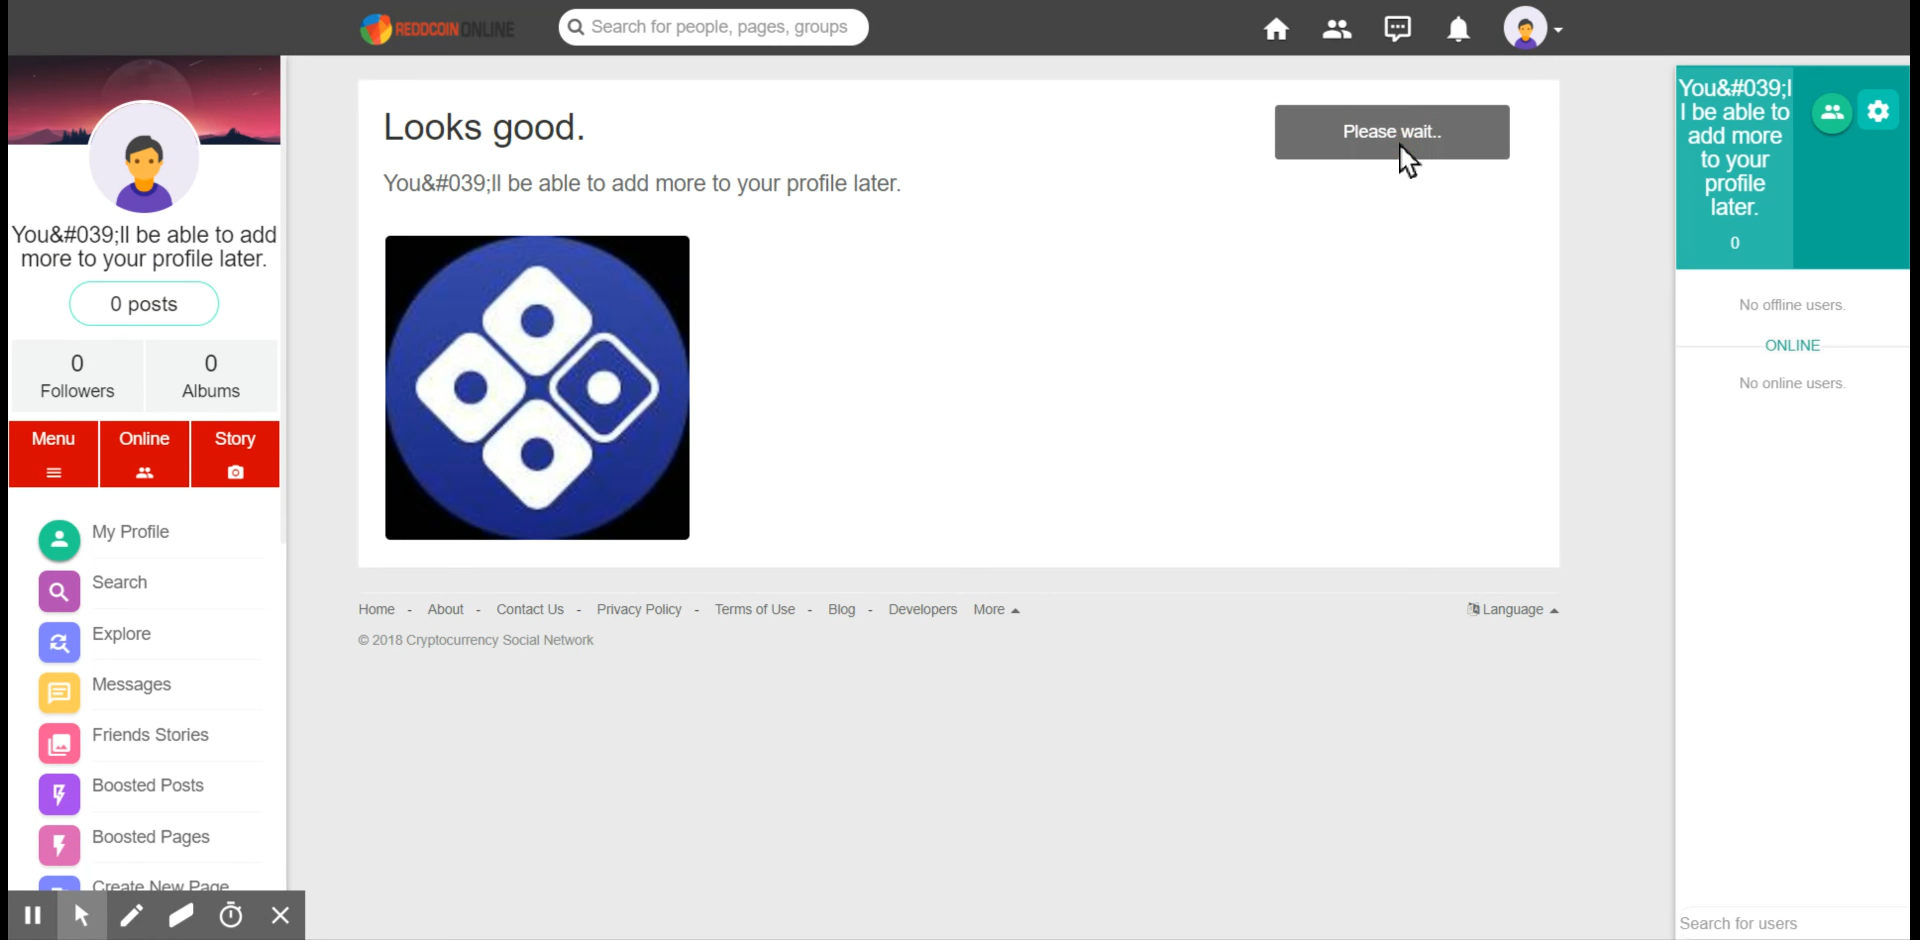 REDDCOIN ONLINE
Search for people, pages, groups
You&#039;ll be able to add
more to your profile later.
0 posts
0
Followers
0
Albums
Menu
Online
Story
My Profile
Search
Explore
Messages
Friends Stories
Boosted Posts
Boosted Pages
Create New Page
Looks good.
Please wait..
You&#039;ll be able to add more to your profile later.
Home - About - Contact Us - Privacy Policy - Terms of Use - Blog - Developers More
Language
© 2018 Cryptocurrency Social Network
You&#039;l
l be able to
add more
to your
profile
later.
0
No offline users.
ONLINE
No online users.
Search for users